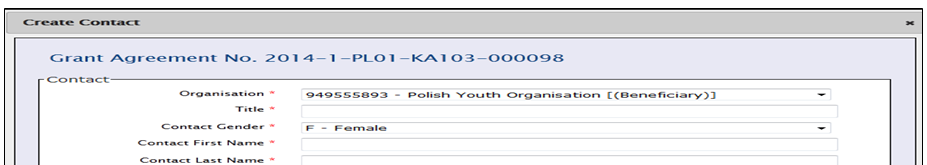 Create Contact ×
Grant Agreement No. 2014-1-PL01-KA103-000098
Contact
Organisation * 949555893 - Polish Youth Organisation [(Beneficiary)]
Title *
Contact Gender * F - Female
Contact First Name *
Contact Last Name *